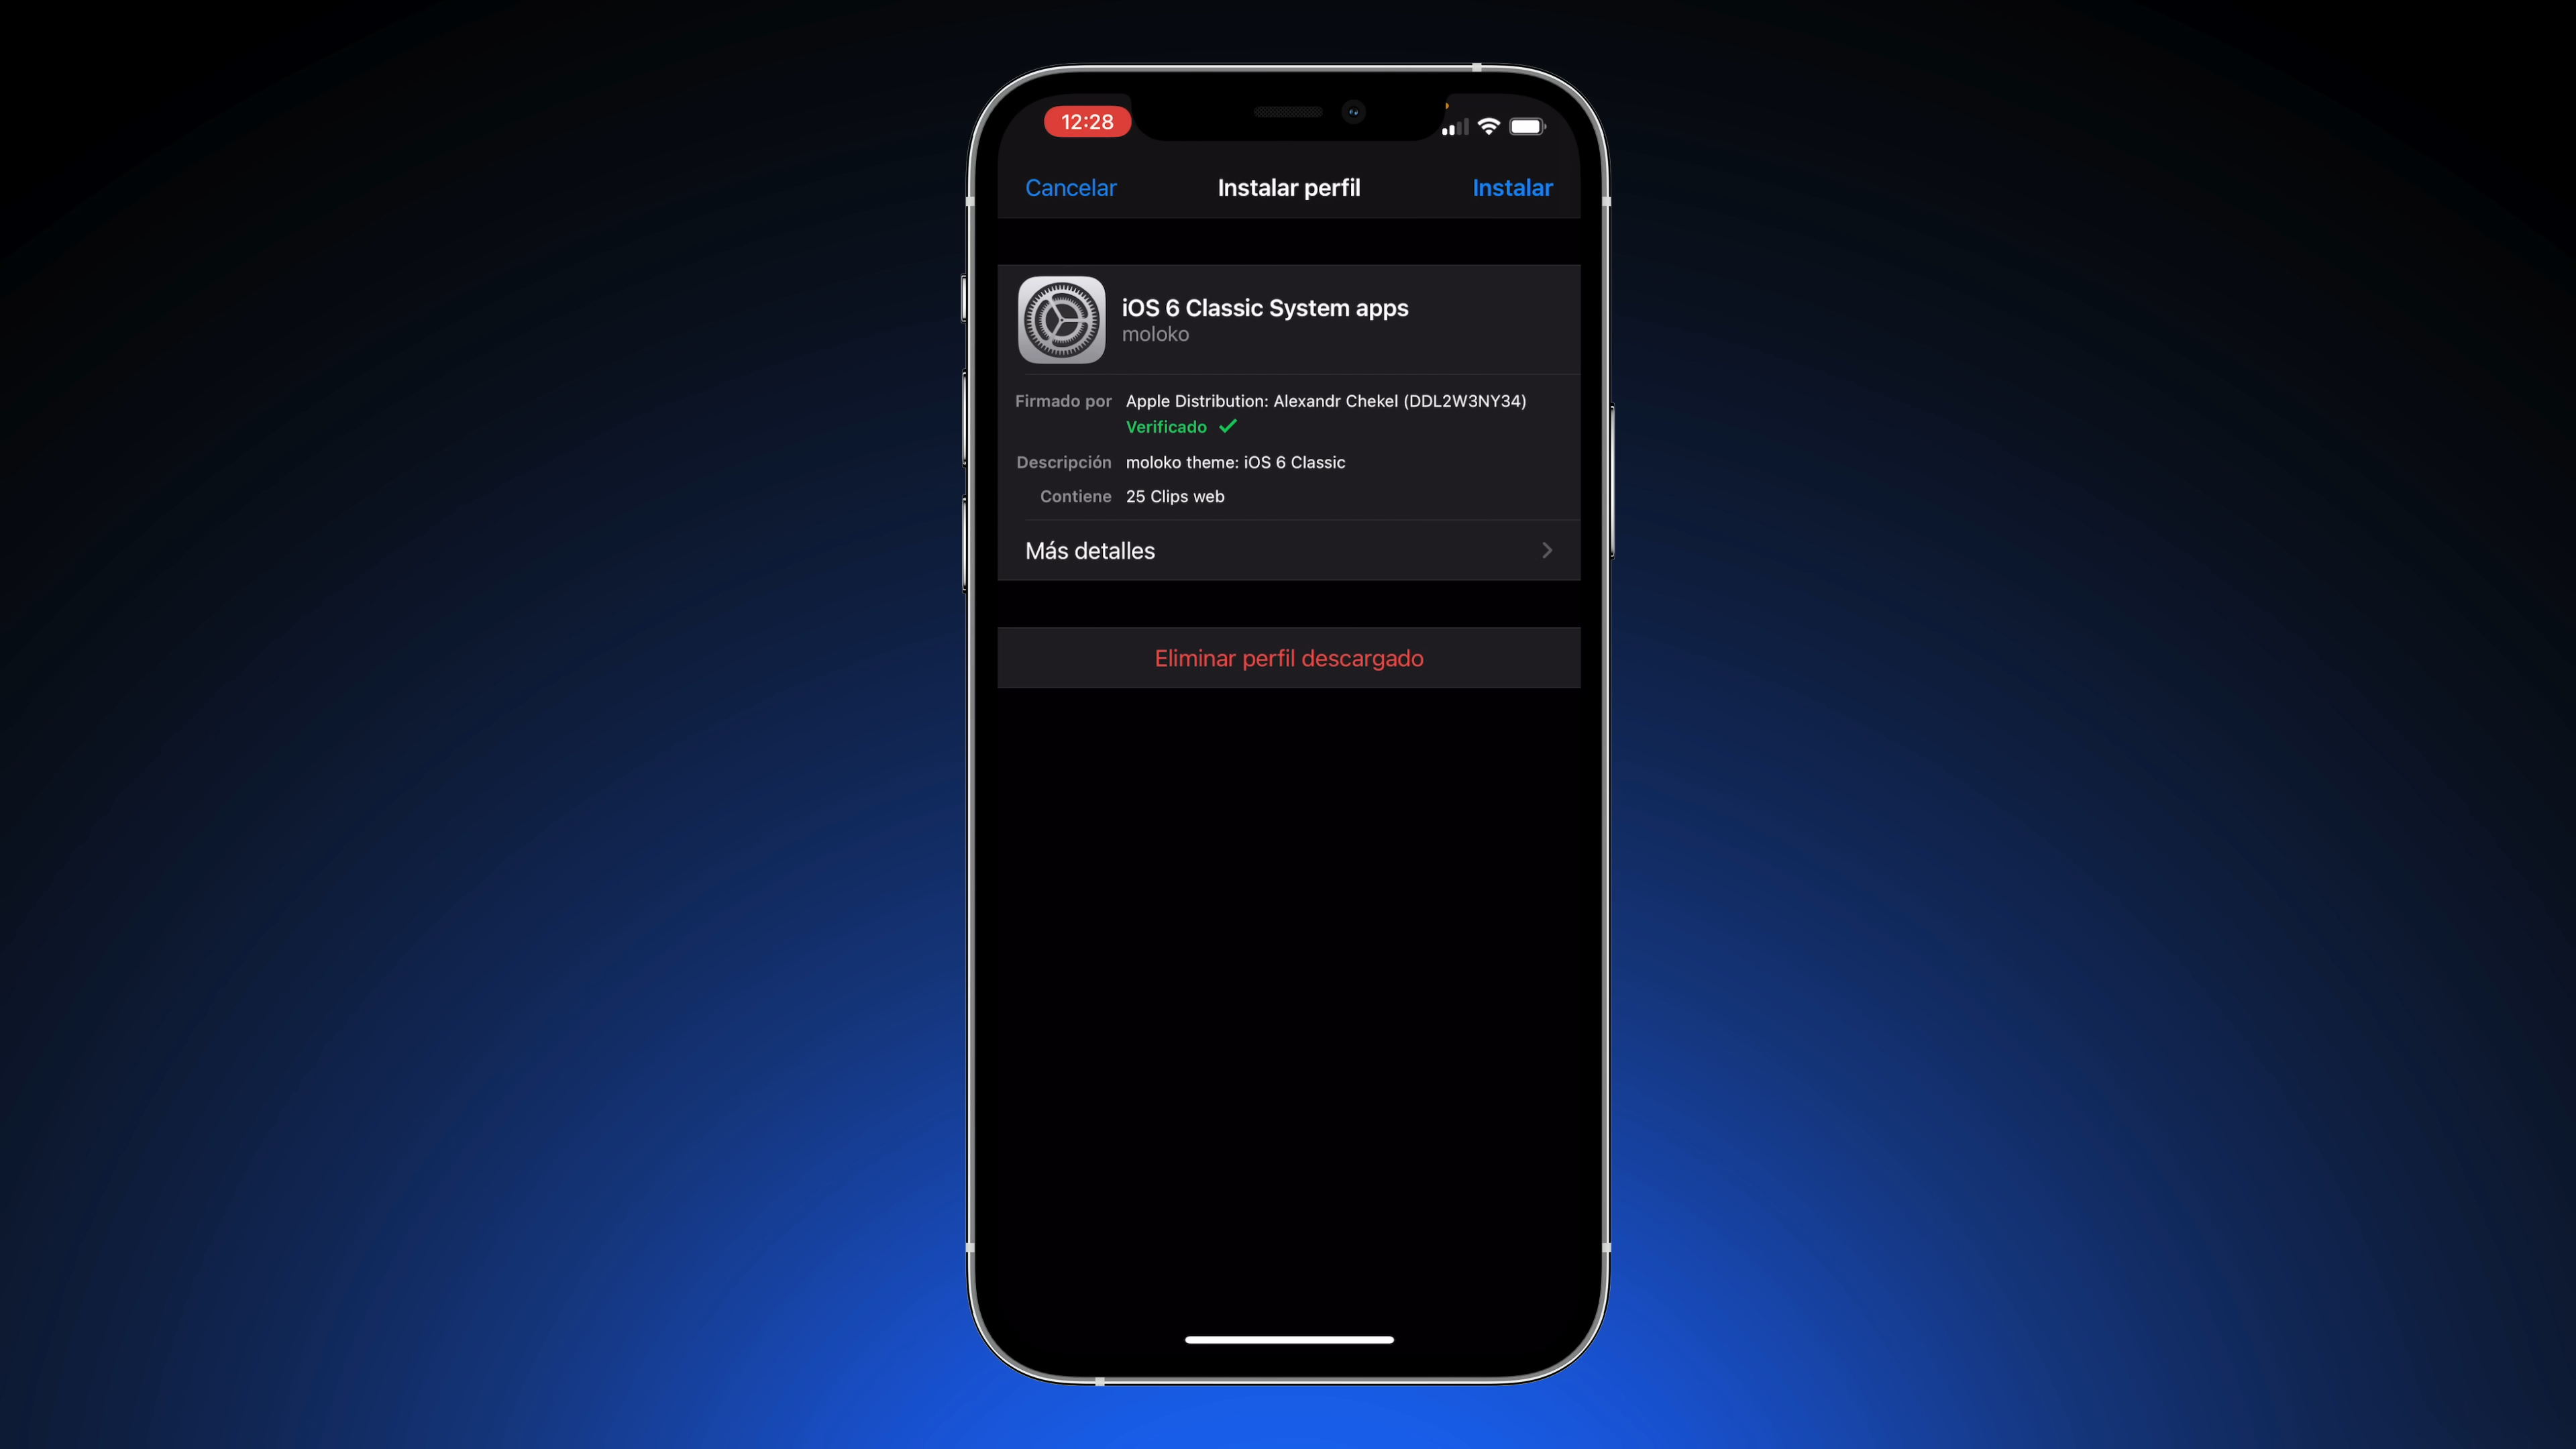 12:28
Cancelar Instalar perfil Instalar
iOS 6 Classic System apps
moloko
Firmado por Apple Distribution: Alexandr Chekel (DDL2W3NY34)
Verificado
Descripción moloko theme: iOS 6 Classic
Contiene 25 Clips web
Más detalles
Eliminar perfil descargado